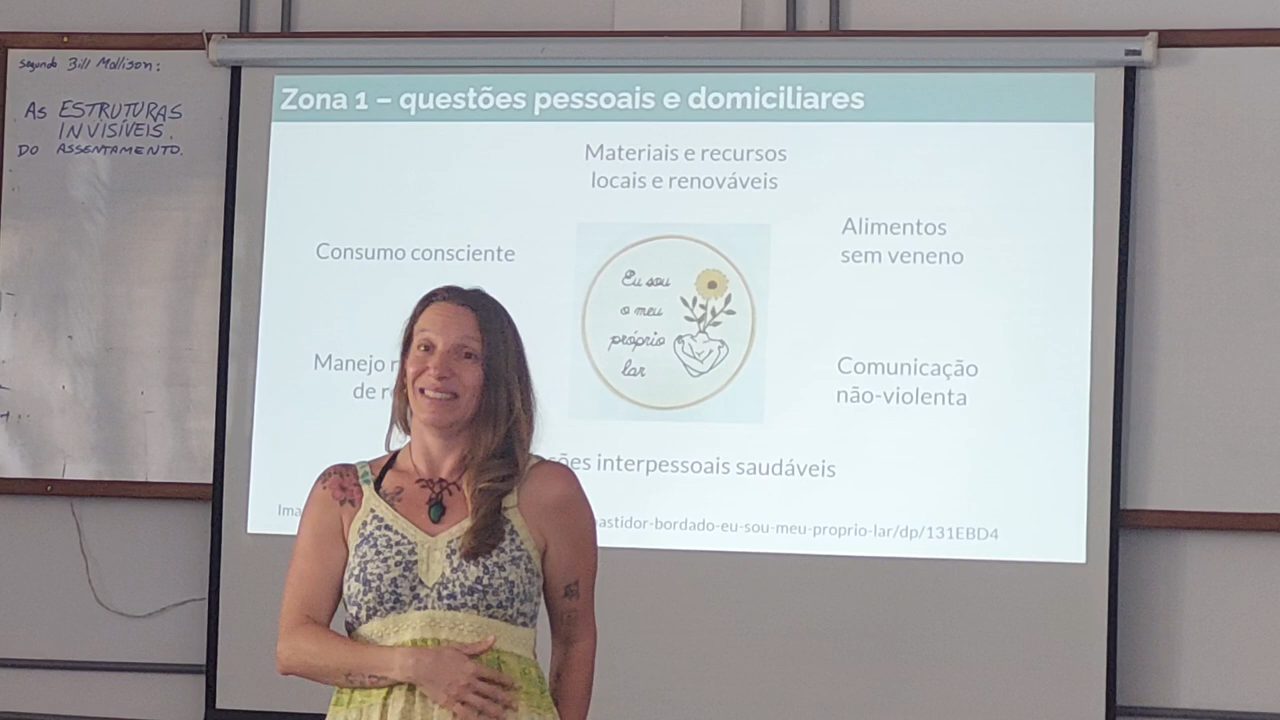 Segundo Bill Mollison:
As ESTRUTURAS
INVISÍVEIS.
DO ASSENTAMENTO.
Zona 1 – questões pessoais e domiciliares
Materiais e recursos
locais e renováveis
Alimentos
sem veneno
Consumo consciente
Eu sou
o meu
próprio
lar
Manejo
de
Comunicação
não-violenta
interpessoais saudáveis
bastidor-bordado-eu-sou-meu-proprio-lar/dp/131EBD4